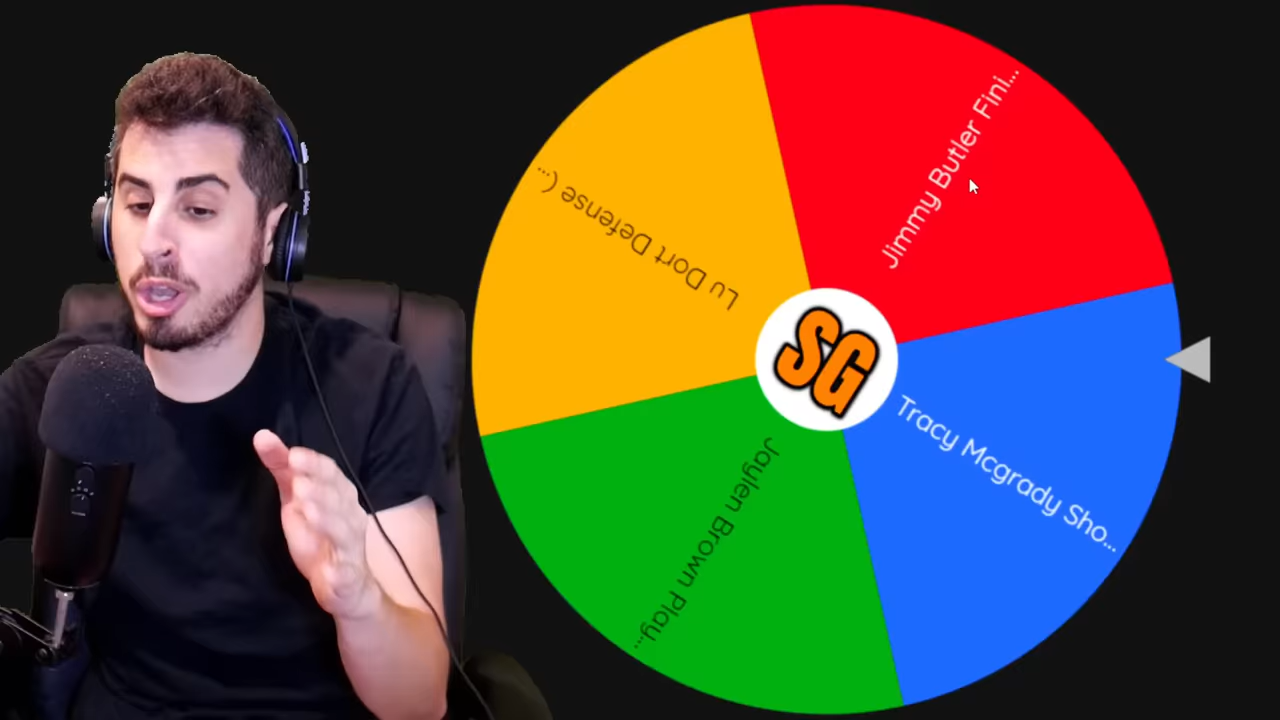 Jimmy Butler Fini...
Lu Dort Defense (...
SG
Tracy Mcgrady Sho...
Jaylen Brown Play...